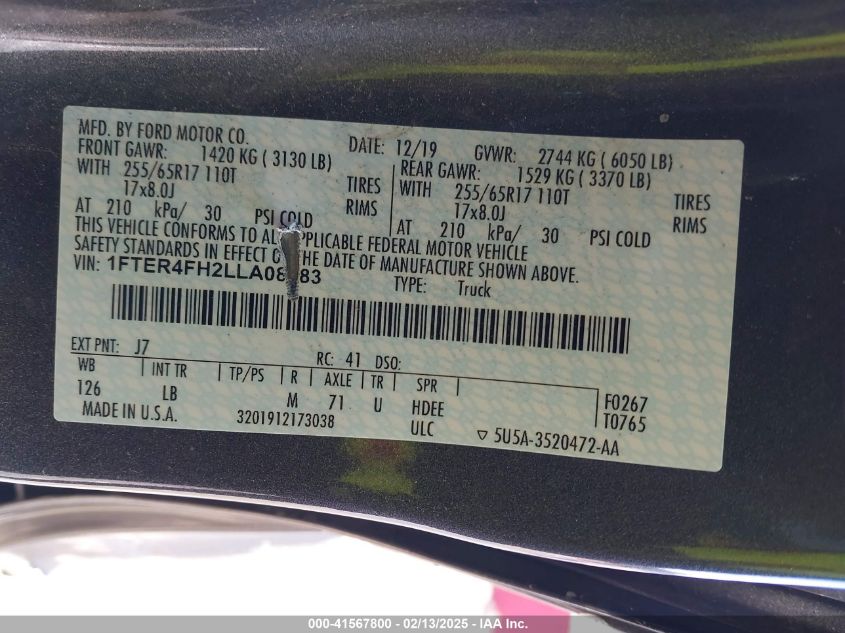 MFD. BY FORD MOTOR CO. DATE: 12/19 GVWR: 2744 KG ( 6050 LB)
FRONT GAWR: 1420 KG ( 3130 LB) REAR GAWR: 1529 KG ( 3370 LB)
WITH 255/65R17 110T TIRES WITH 255/65R17 110T TIRES
17x8.0J RIMS 17x8.0J RIMS
AT 210 kPa/ 30 PSI COLD AT 210 kPa/ 30 PSI COLD
THIS VEHICLE CONFORMS TO ALL APPLICABLE FEDERAL MOTOR VEHICLE
SAFETY STANDARDS IN EFFECT ON THE DATE OF MANUFACTURE SHOWN ABOVE.
VIN: TYPE: Truck
EXT PNT: J7 RC: 41 DSO:
WB INT TR TP/PS R AXLE TR SPR
126 LB M 71 U HDEE F0267
MADE IN U.S.A. 3201912173038 ULC T0765
▽ 5U5A-3520472-AA
000-41567800 - 02/13/2025 - IAA Inc.